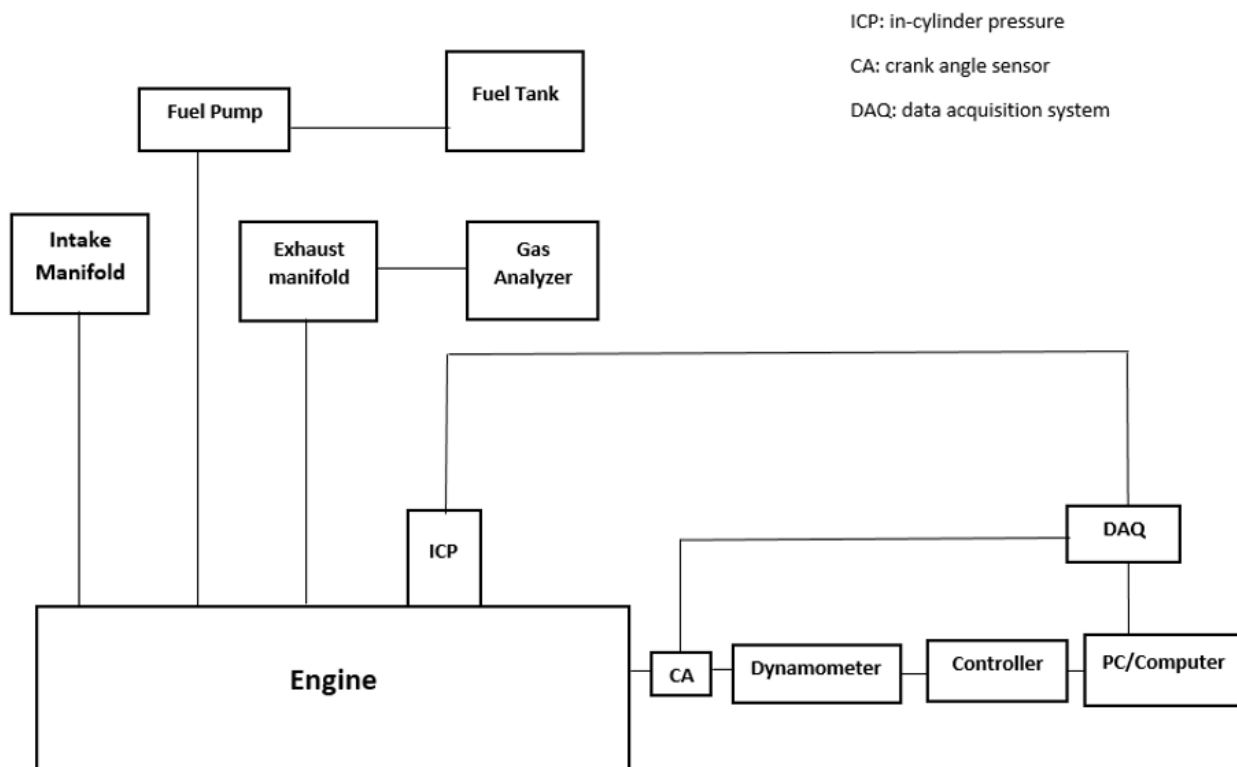 ICP: in-cylinder pressure
CA: crank angle sensor
DAQ: data acquisition system
Fuel Tank
Fuel Pump
Intake
Manifold
Exhaust
manifold
Gas
Analyzer
ICP
DAQ
Engine
CA
Dynamometer
Controller
PC/Computer